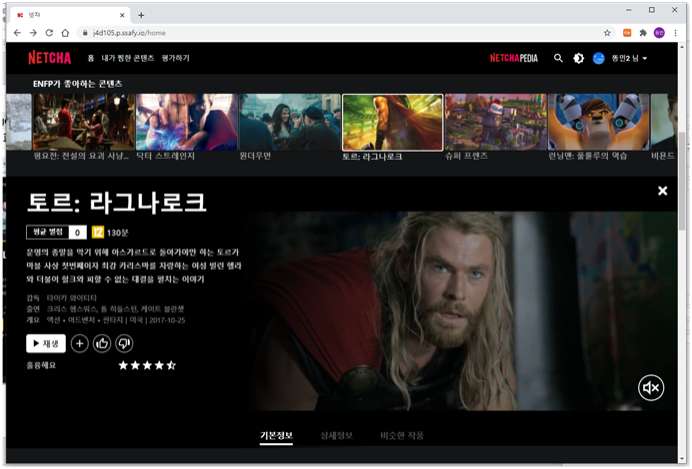 넷챠
j4d105.p.ssafy.io/home
NETCHA 홈 내가 찜한 콘텐츠 평가하기 NETCHAPEDIA 똥민2 님
ENFP가 좋아하는 콘텐츠
평요전: 전설의 요괴 사냥... 닥터 스트레인지 원더우먼 토르: 라그나로크 슈퍼 프렌즈 런닝맨: 풀룰루의 역습 비욘드
토르: 라그나로크
평균 별점 0 12 130분
문명의 종말을 막기 위해 아스가르드로 돌아가야만 하는 토르가
마블 사상 첫번째이자 최강 카리스마를 자랑하는 여성 빌런 헬라
와 더불어 헐크와 피할 수 없는 대결을 펼치는 이야기
감독 타이카 와이티티
출연 크리스 헴스워스, 톰 히들스턴, 케이트 블란쳇
개요 액션 • 어드벤처 • 판타지 | 미국 | 2017-10-25
재생
훌륭해요
기본정보 상세정보 비슷한 작품